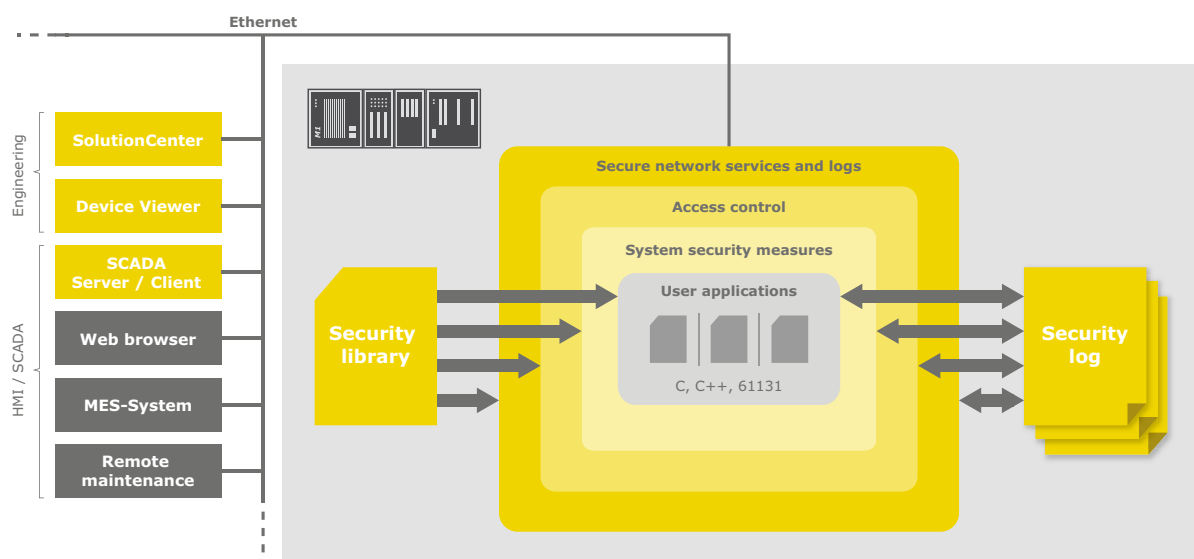 Ethernet
Engineering
SolutionCenter
Device Viewer
HMI / SCADA
SCADA
Server / Client
Web browser
MES-System
Remote
maintenance
M1
Secure network services and logs
Access control
System security measures
User applications
C, C++, 61131
Security
library
Security
log